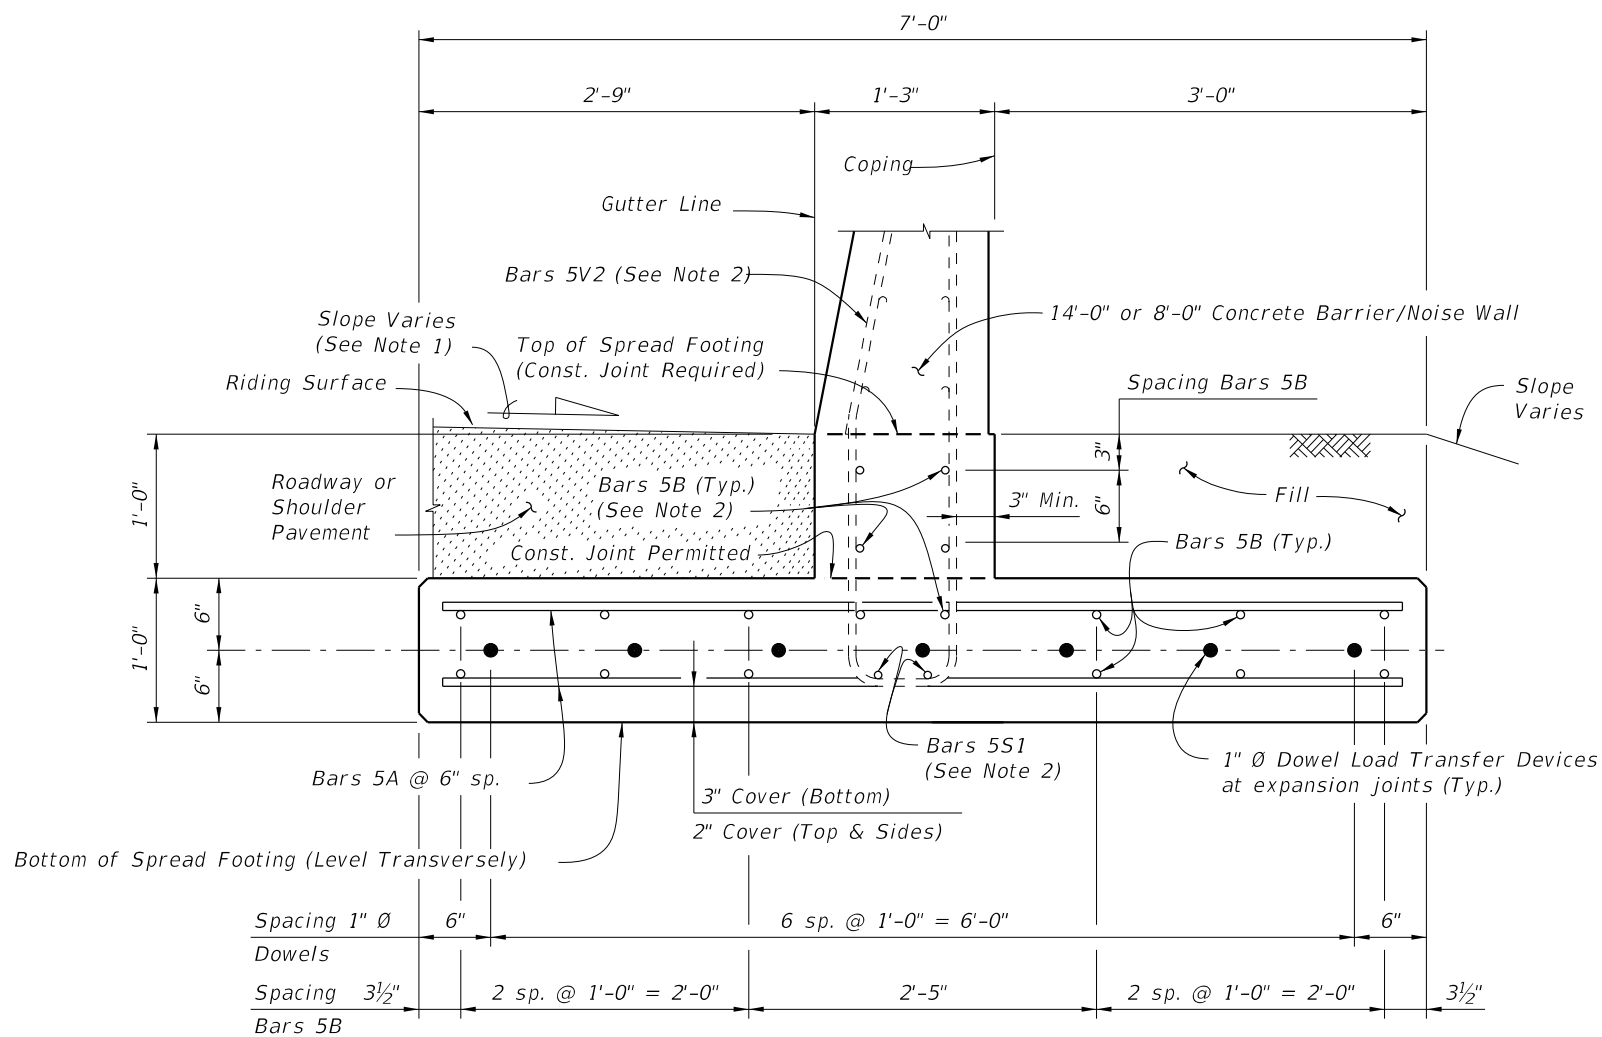 7'-0"
2'-9"
1'-3"
3'-0"
Coping
Gutter Line
Bars 5V2 (See Note 2)
14'-0" or 8'-0" Concrete Barrier/Noise Wall
Slope Varies
(See Note 1)
Top of Spread Footing
(Const. Joint Required)
Riding Surface
Spacing Bars 5B
Slope
Varies
3"
1'-0"
Roadway or
Shoulder
Pavement
Bars 5B (Typ.)
(See Note 2)
3" Min.
6"
Fill
Const. Joint Permitted
Bars 5B (Typ.)
6"
1'-0"
6"
Bars 5S1
(See Note 2)
1" Ø Dowel Load Transfer Devices
at expansion joints (Typ.)
Bars 5A @ 6" sp.
3" Cover (Bottom)
2" Cover (Top & Sides)
Bottom of Spread Footing (Level Transversely)
Spacing 1" Ø
Dowels
6"
6 sp. @ 1'-0" = 6'-0"
6"
Spacing
Bars 5B
3½"
2 sp. @ 1'-0" = 2'-0"
2'-5"
2 sp. @ 1'-0" = 2'-0"
3½"